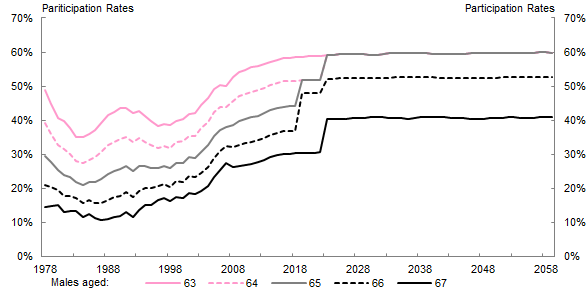 Pariticipation Rates Participation Rates
70% 70%
60% 60%
50% 50%
40% 40%
30% 30%
20% 20%
10% 10%
0% 0%
1978 1988 1998 2008 2018 2028 2038 2048 2058
Males aged: 63 64 65 66 67